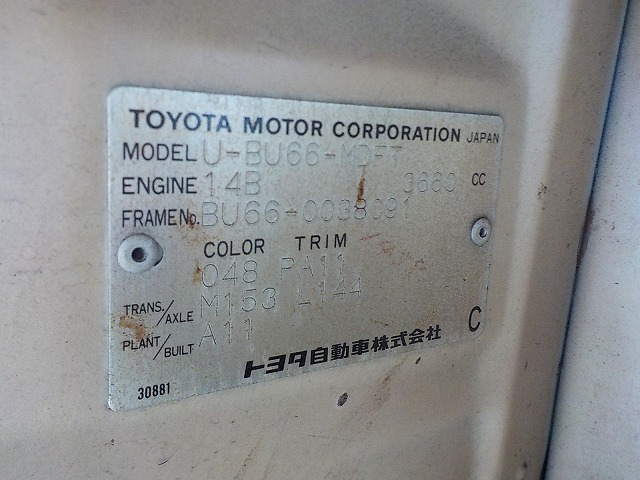 TOYOTA MOTOR CORPORATION JAPAN
MODEL U-BU66-MDFT
ENGINE 14B 3660 CC
FRAME No. BU66-0038091
COLOR TRIM
048 PA11
TRANS./AXLE M153 L144
PLANT/BUILT A11
トヨタ自動車株式会社 C
30881